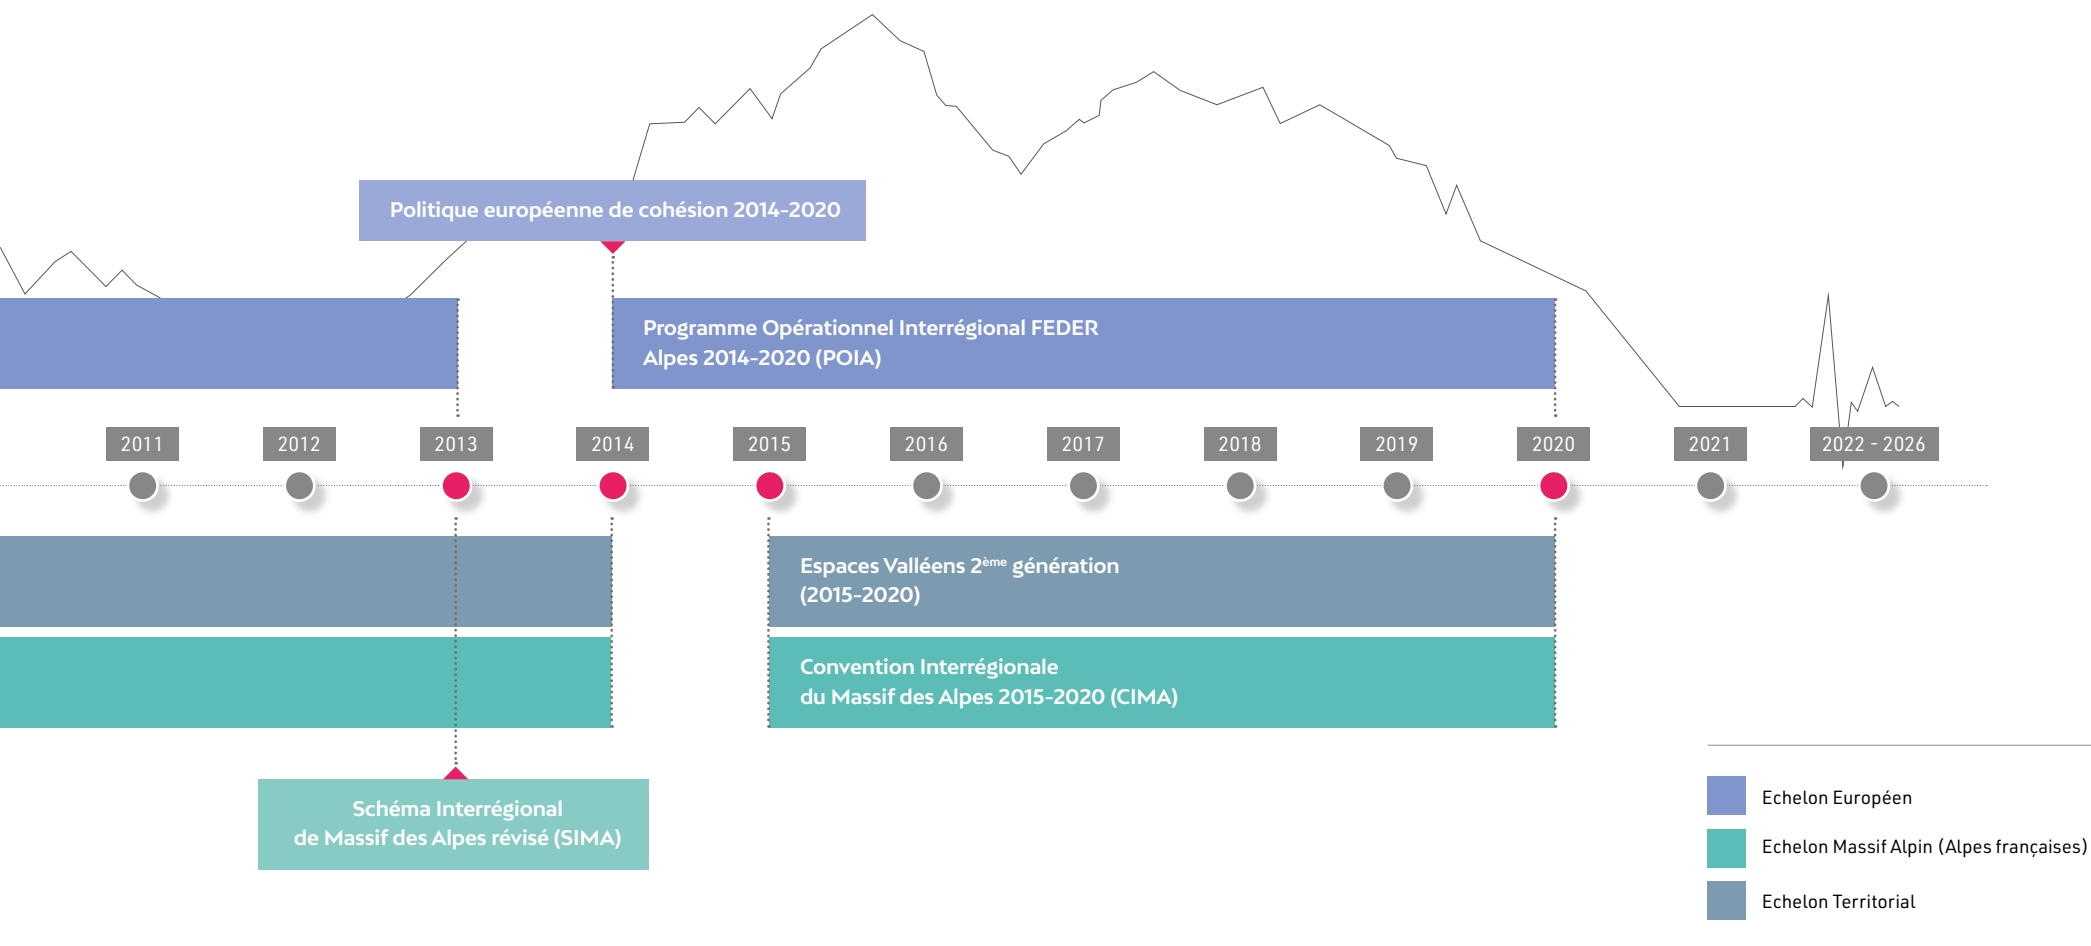 Politique européenne de cohésion 2014-2020
Programme Opérationnel Interrégional FEDER
Alpes 2014-2020 (POIA)
2011
2012
2013
2014
2015
2016
2017
2018
2019
2020
2021
2022 - 2026
Espaces Valléens 2ème génération
(2015-2020)
Convention Interrégionale
du Massif des Alpes 2015-2020 (CIMA)
Schéma Interrégional
de Massif des Alpes révisé (SIMA)
Echelon Européen
Echelon Massif Alpin (Alpes françaises)
Echelon Territorial